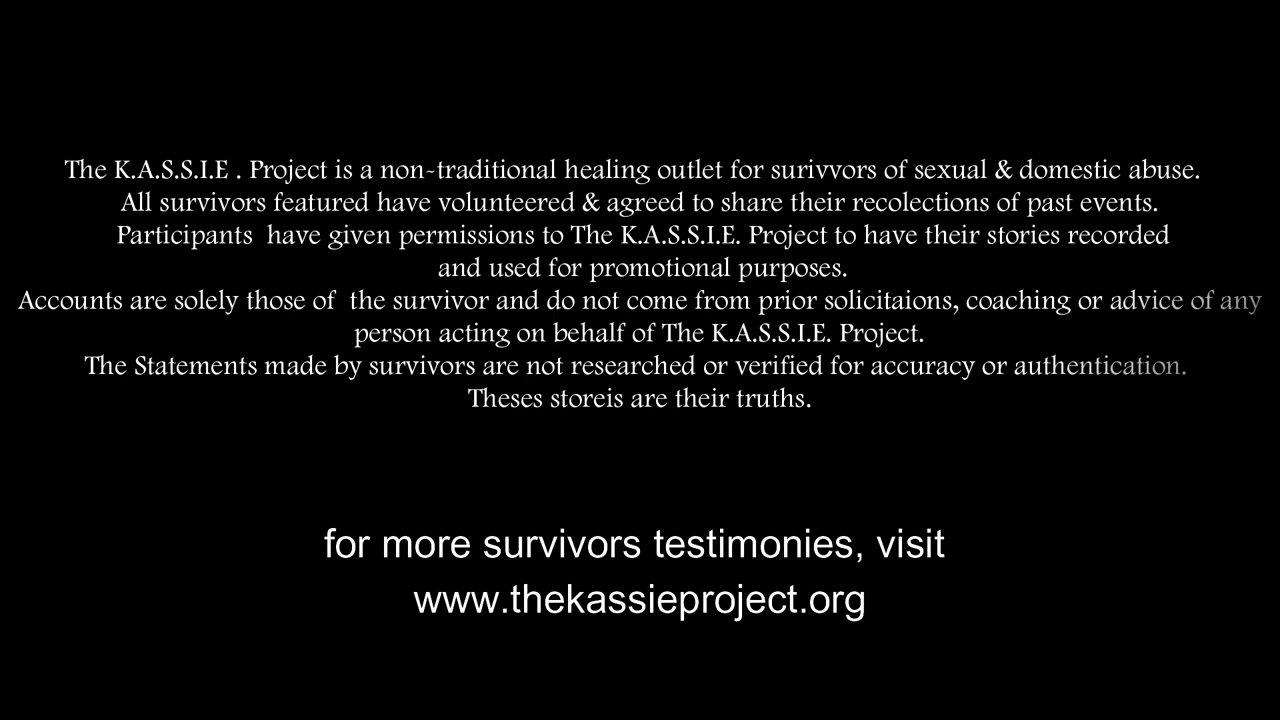 The K.A.S.S.I.E . Project is a non-traditional healing outlet for surivvors of sexual & domestic abuse.
All survivors featured have volunteered & agreed to share their recolections of past events.
Participants  have given permissions to The K.A.S.S.I.E. Project to have their stories recorded
and used for promotional purposes.
Accounts are solely those of  the survivor and do not come from prior solicitaions, coaching or advice of any
person acting on behalf of The K.A.S.S.I.E. Project.
The Statements made by survivors are not researched or verified for accuracy or authentication.
Theses storeis are their truths.
for more survivors testimonies, visit
www.thekassieproject.org